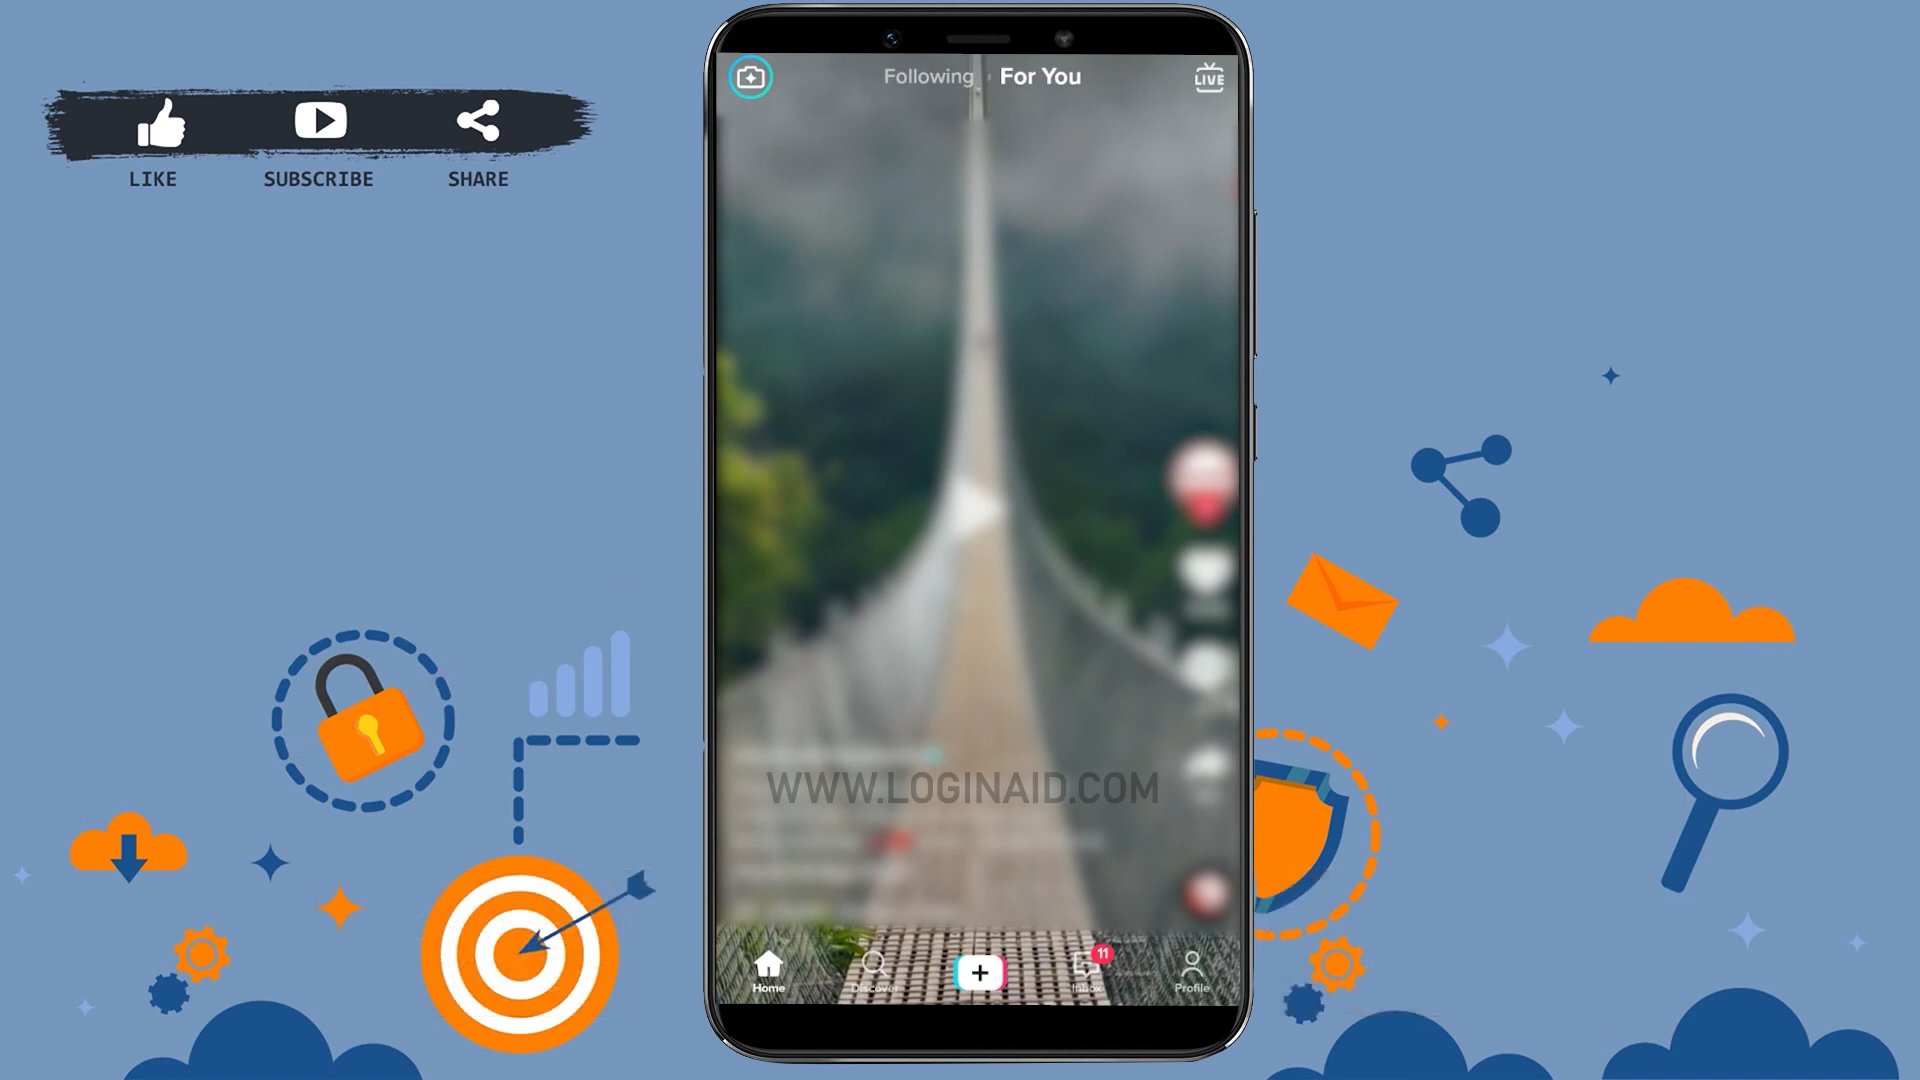 LIKE
SUBSCRIBE
SHARE
Following
For You
LIVE
WWW.LOGINAID.COM
11
Home
Discover
Inbox
Profile